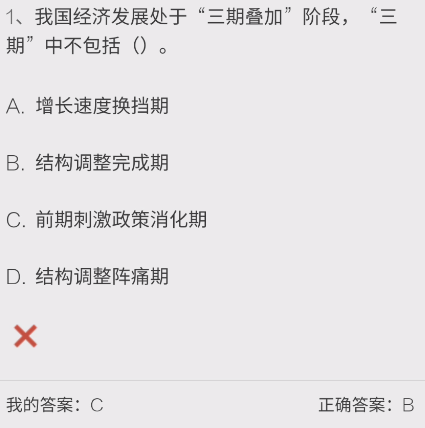 1、我国经济发展处于“三期叠加”阶段，“三
期”中不包括（）。
A. 增长速度换挡期
B. 结构调整完成期
C. 前期刺激政策消化期
D. 结构调整阵痛期
我的答案：C 正确答案：B